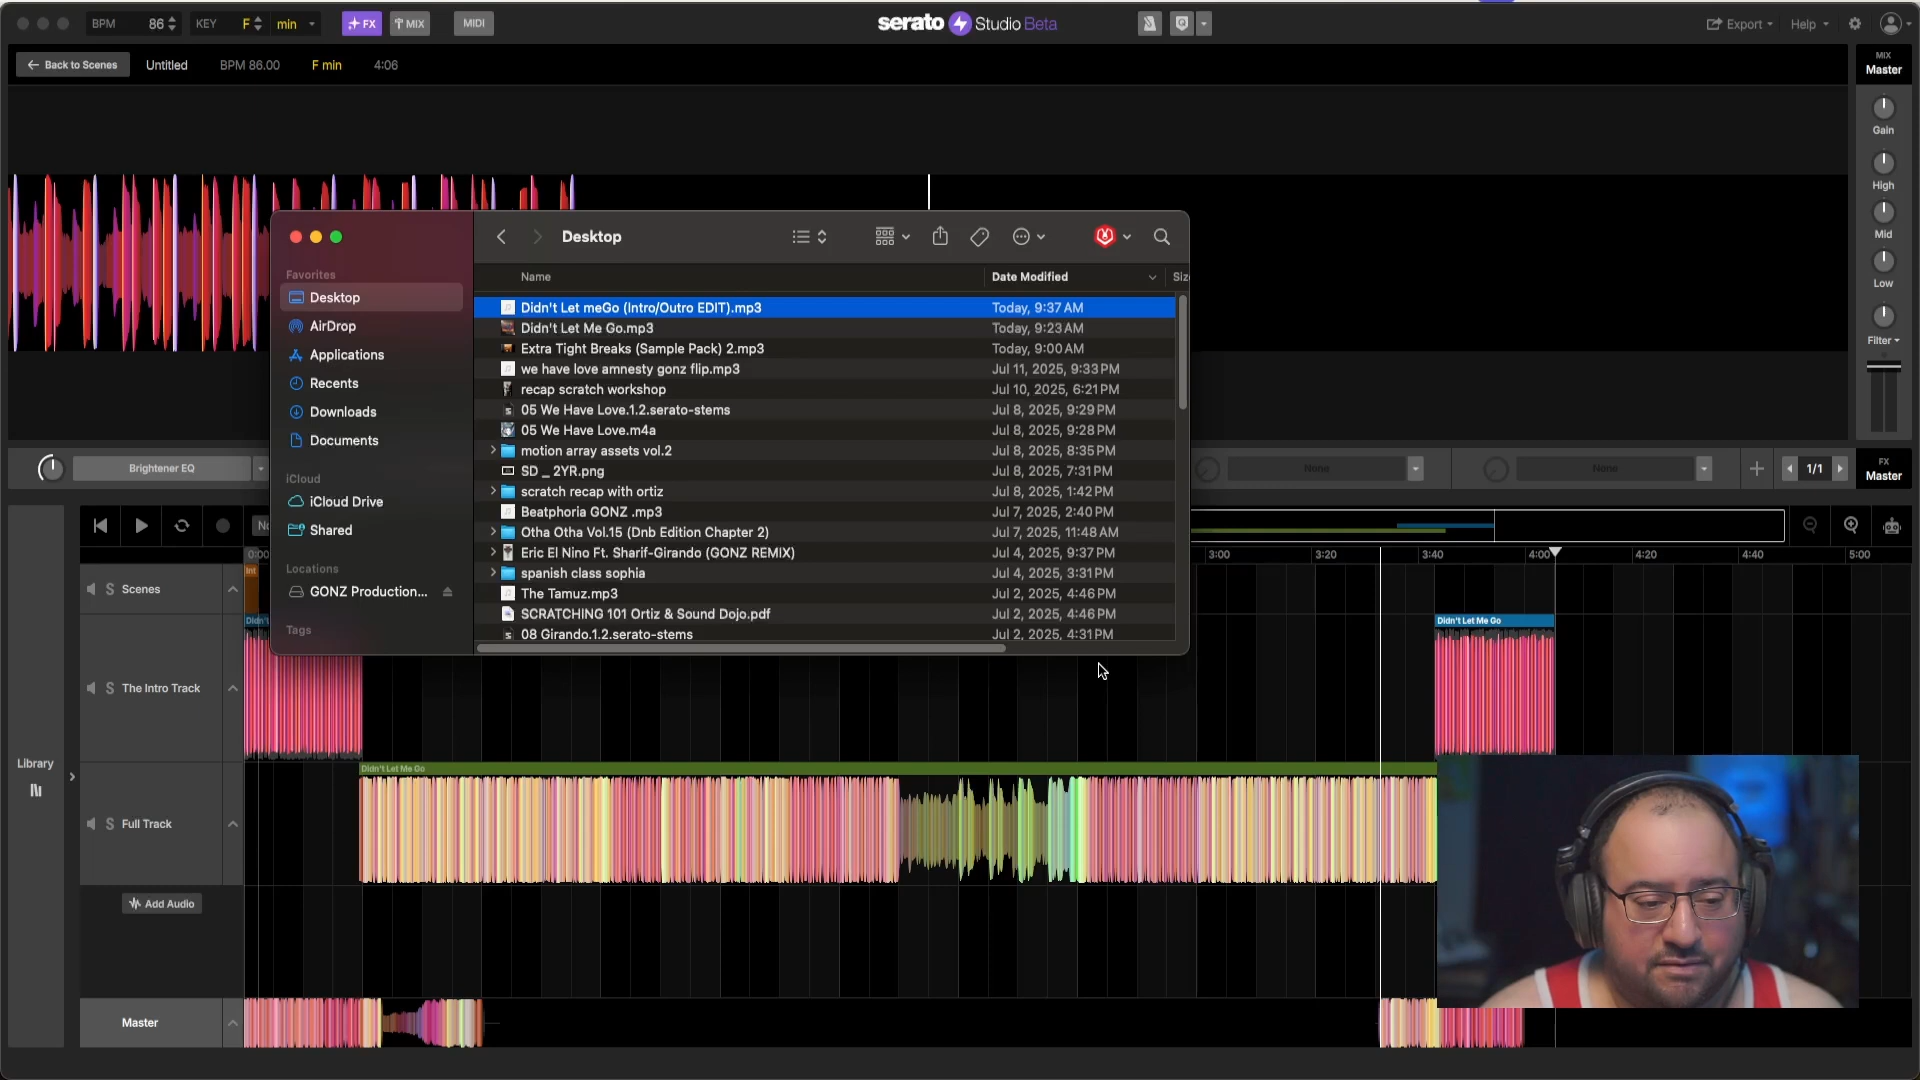 BPM 86 KEY F min FX MIX MIDI
serato Studio Beta
Export Help
Back to Scenes Untitled BPM 86.00 F min 4:06
MIX
Master
Gain
High
Mid
Low
Filter
Desktop
Favorites
Desktop
AirDrop
Applications
Recents
Downloads
Documents
iCloud
iCloud Drive
Shared
Locations
GONZ Production...
Tags
Name Date Modified Siz
Didn't Let meGo (Intro/Outro EDIT).mp3 Today, 9:37 AM
Didn't Let Me Go.mp3 Today, 9:23 AM
Extra Tight Breaks (Sample Pack) 2.mp3 Today, 9:00 AM
we have love amnesty gonz flip.mp3 Jul 11, 2025, 9:33 PM
recap scratch workshop Jul 10, 2025, 6:21 PM
05 We Have Love.1.2.serato-stems Jul 8, 2025, 9:29 PM
05 We Have Love.m4a Jul 8, 2025, 9:28 PM
motion array assets vol.2 Jul 8, 2025, 8:35 PM
SD _ 2YR.png Jul 8, 2025, 7:31 PM
scratch recap with ortiz Jul 8, 2025, 1:42 PM
Beatphoria GONZ .mp3 Jul 7, 2025, 2:40 PM
Otha Otha Vol.15 (Dnb Edition Chapter 2) Jul 7, 2025, 11:48 AM
Eric El Nino Ft. Sharif-Girando (GONZ REMIX) Jul 4, 2025, 9:37 PM
spanish class sophia Jul 4, 2025, 3:31 PM
The Tamuz.mp3 Jul 2, 2025, 4:46 PM
SCRATCHING 101 Ortiz & Sound Dojo.pdf Jul 2, 2025, 4:46 PM
08 Girando.1.2.serato-stems Jul 2, 2025, 4:31 PM
Brightener EQ None None 1/1
FX
Master
No
0:00 3:00 3:20 3:40 4:00 4:20 4:40 5:00
Scenes
Int
Didn't
Didn't Let Me Go
The Intro Track
Didn't Let Me Go
Full Track
Library
Add Audio
Master